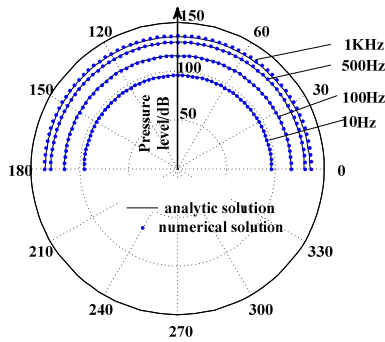 150
120
60
1KHz
500Hz
150
100
30
100Hz
50
10Hz
Pressure
level/dB
180
0
analytic solution
numerical solution
210
330
240
300
270